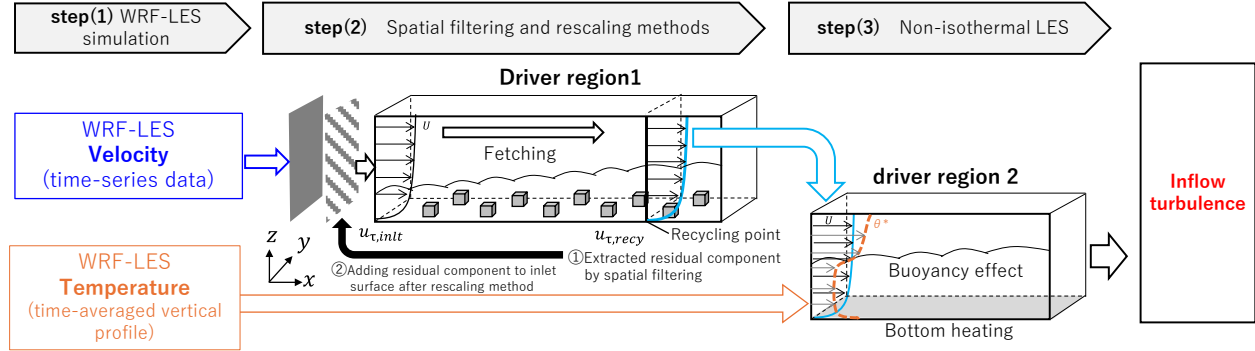 step(1) WRF-LES
simulation
step(2) Spatial filtering and rescaling methods
step(3) Non-isothermal LES
Driver region1
WRF-LES
Velocity
(time-series data)
U
Fetching
u_{τ,inlt}
u_{τ,recy}
Recycling point
①Extracted residual component
by spatial filtering
②Adding residual component to inlet
surface after rescaling method
z
y
x
WRF-LES
Temperature
(time-averaged vertical
profile)
driver region 2
U
θ*
Buoyancy effect
Bottom heating
Inflow
turbulence